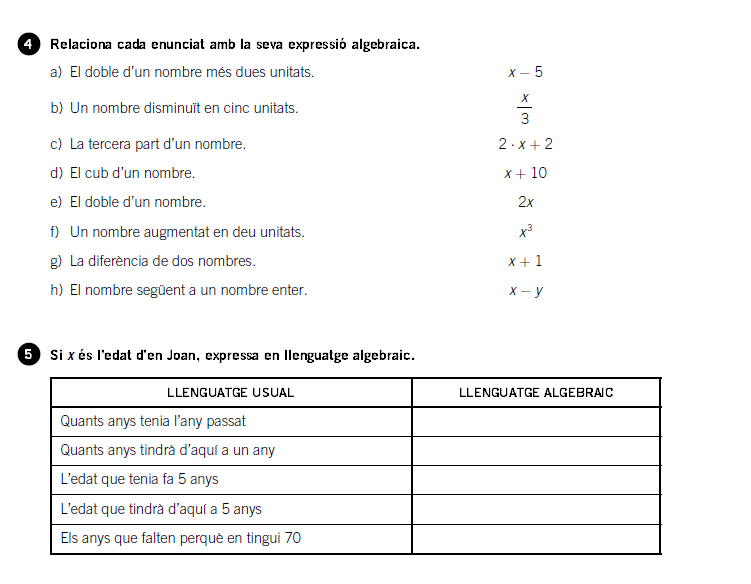 4 Relaciona cada enunciat amb la seva expressió algebraica.
a) El doble d'un nombre més dues unitats. x – 5
b) Un nombre disminuït en cinc unitats. x/3
c) La tercera part d'un nombre. 2 · x + 2
d) El cub d'un nombre. x + 10
e) El doble d'un nombre. 2x
f) Un nombre augmentat en deu unitats. x³
g) La diferència de dos nombres. x + 1
h) El nombre següent a un nombre enter. x – y
5 Si x és l'edat d'en Joan, expressa en llenguatge algebraic.
LLENGUATGE USUAL LLENGUATGE ALGEBRAIC
Quants anys tenia l'any passat
Quants anys tindrà d'aquí a un any
L'edat que tenia fa 5 anys
L'edat que tindrà d'aquí a 5 anys
Els anys que falten perquè en tingui 70